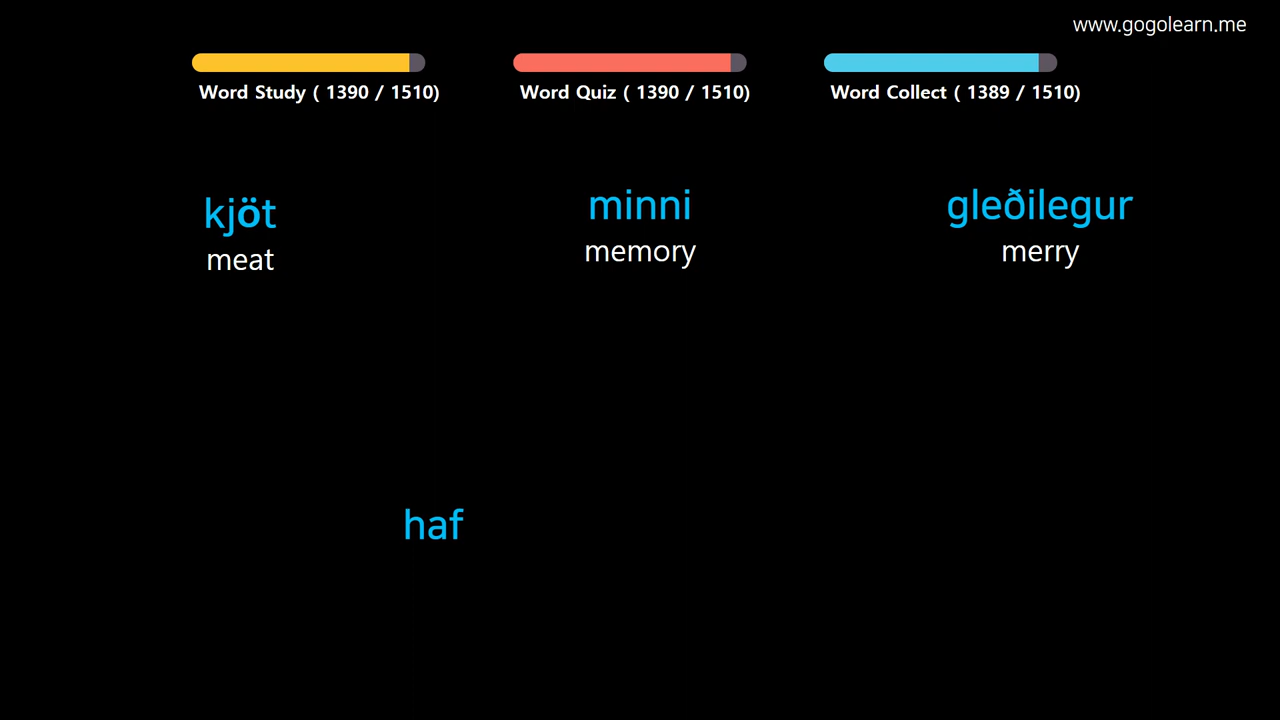 www.gogolearn.me
Word Study ( 1390 / 1510)
Word Quiz ( 1390 / 1510)
Word Collect ( 1389 / 1510)
kjöt
meat
minni
memory
gleðilegur
merry
haf